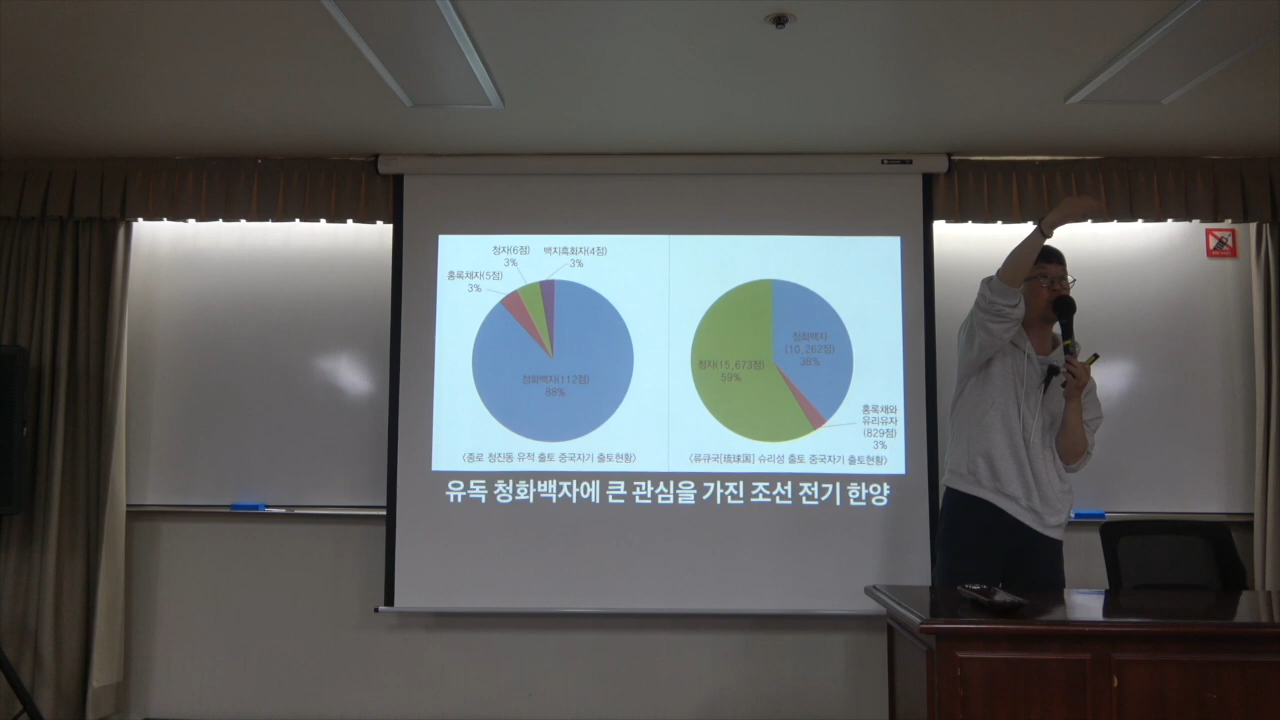 청자(6점)
3%
백지흑회자(4점)
3%
홍록채자(5점)
3%
청화백자(112점)
88%
<종로 청진동 유적 출토 중국자기 출토현황>
청화백자
(10,262점)
38%
청자(15,673점)
59%
홍록채와
유리유자
(829점)
3%
<류큐국[琉球国] 슈리성 출토 중국자기 출토현황>
유독 청화백자에 큰 관심을 가진 조선 전기 한양